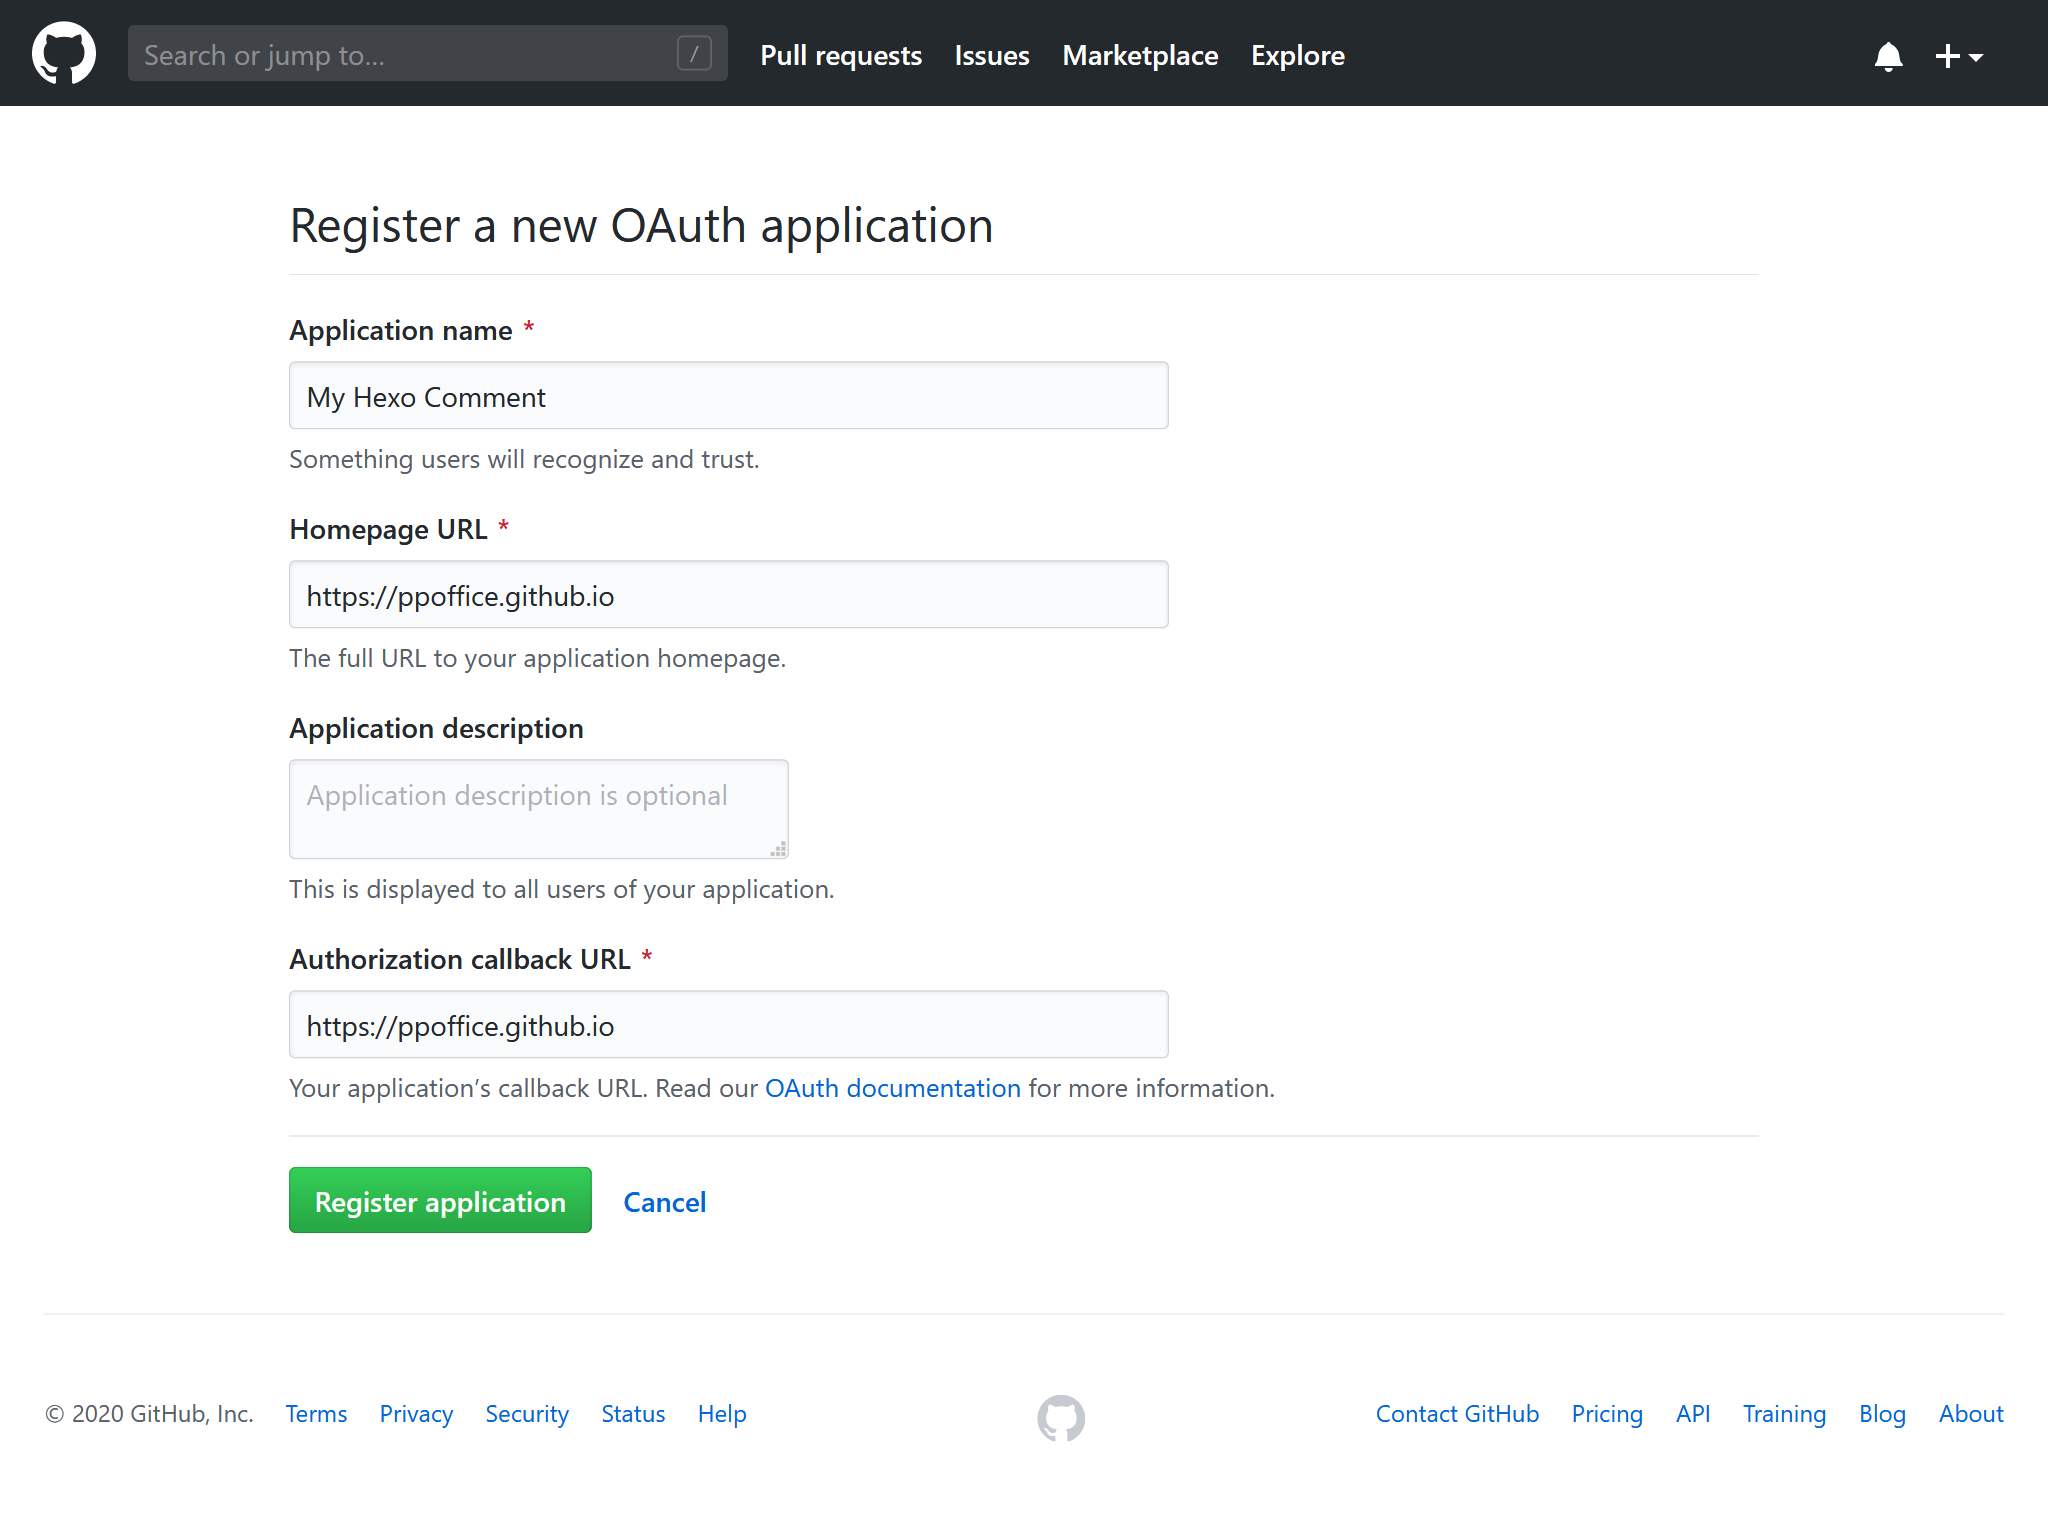 Search or jump to... /
Pull requests Issues Marketplace Explore
Register a new OAuth application
Application name *
My Hexo Comment
Something users will recognize and trust.
Homepage URL *
https://ppoffice.github.io
The full URL to your application homepage.
Application description
Application description is optional
This is displayed to all users of your application.
Authorization callback URL *
https://ppoffice.github.io
Your application’s callback URL. Read our OAuth documentation for more information.
Register application Cancel
© 2020 GitHub, Inc. Terms Privacy Security Status Help Contact GitHub Pricing API Training Blog About